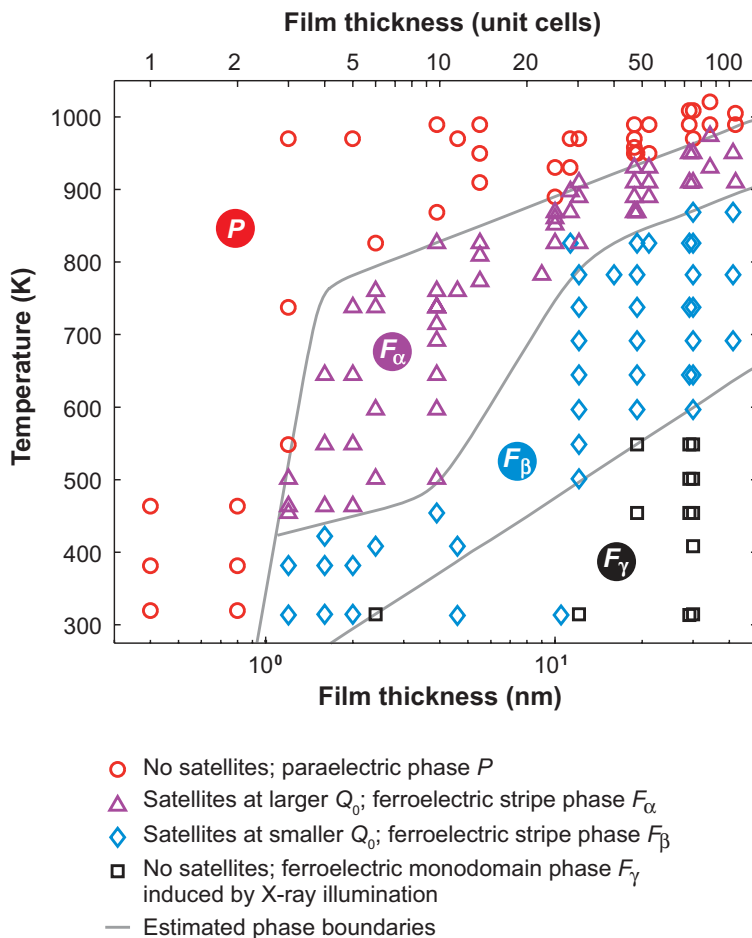 Film thickness (unit cells)
1 2 5 10 20 50 100
Temperature (K)
1000
900
800
700
600
500
400
300
P
Fα
Fβ
Fγ
10⁰ 10¹
Film thickness (nm)
No satellites; paraelectric phase P
Satellites at larger Q₀; ferroelectric stripe phase Fα
Satellites at smaller Q₀; ferroelectric stripe phase Fβ
No satellites; ferroelectric monodomain phase Fγ
induced by X-ray illumination
Estimated phase boundaries